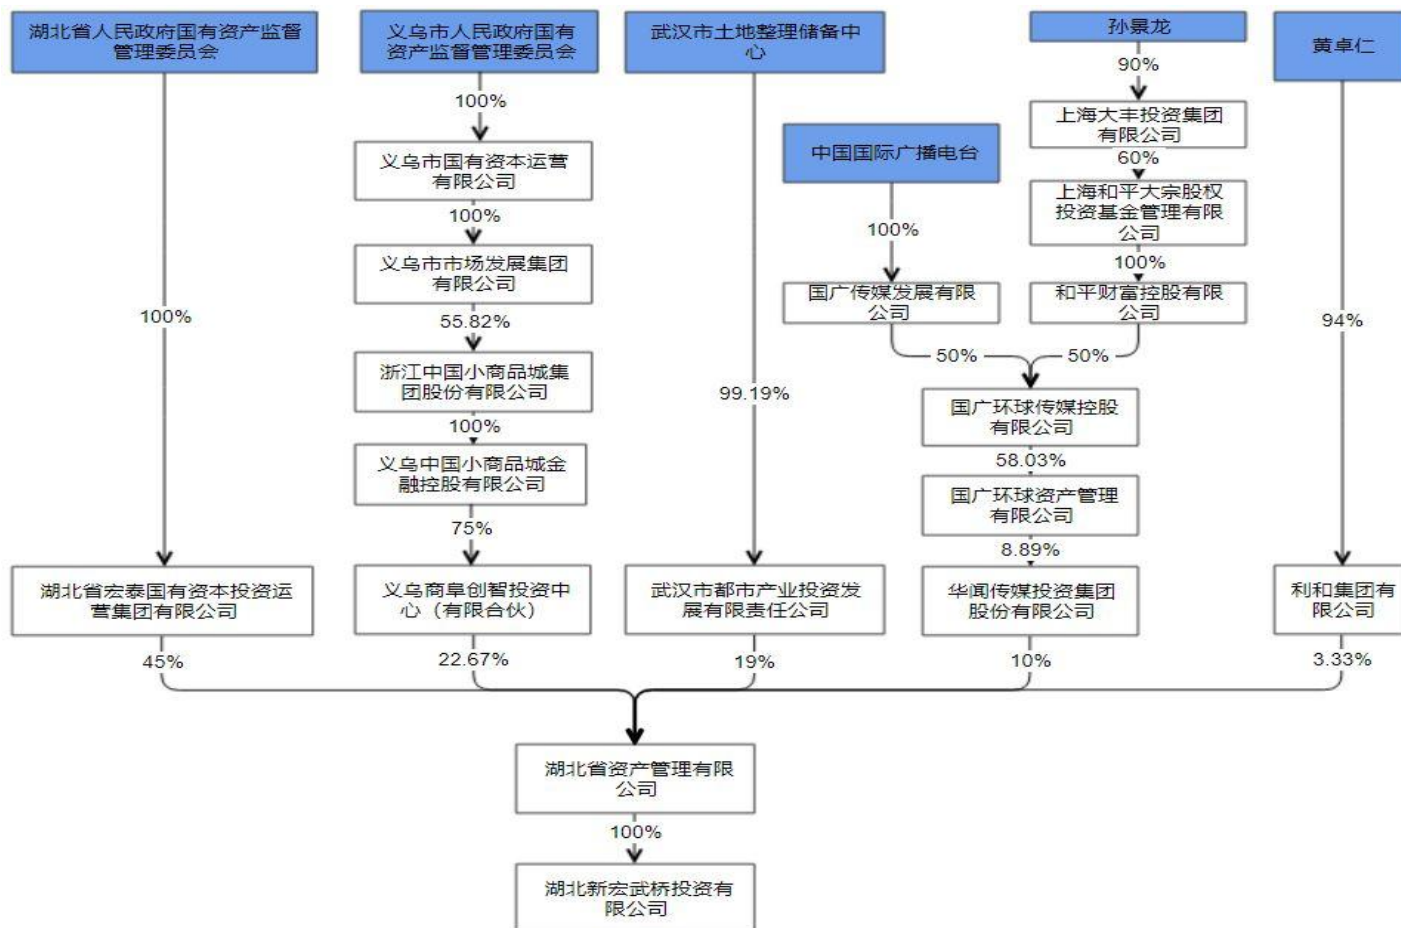 湖北省人民政府国有资产监督
管理委员会
义乌市人民政府国有
资产监督管理委员会
武汉市土地整理储备中
心
孙景龙
黄卓仁
90%
100%
上海大丰投资集团
有限公司
中国国际广播电台
60%
义乌市国有资本运营
有限公司
上海和平大宗股权
投资基金管理有限公
司
100%
100%
100%
义乌市市场发展集团
有限公司
国广传媒发展有限公
司
和平财富控股有限公
司
100%
55.82%
94%
50%
50%
浙江中国小商品城集
团股份有限公司
99.19%
国广环球传媒控股
有限公司
100%
58.03%
义乌中国小商品城金
融控股有限公司
国广环球资产管理
有限公司
75%
8.89%
湖北省宏泰国有资本投资运
营集团有限公司
义乌商阜创智投资中
心（有限合伙）
武汉市都市产业投资发
展有限责任公司
华闻传媒投资集团
股份有限公司
利和集团有
限公司
45%
22.67%
19%
10%
3.33%
湖北省资产管理有限
公司
100%
湖北新宏武桥投资有
限公司